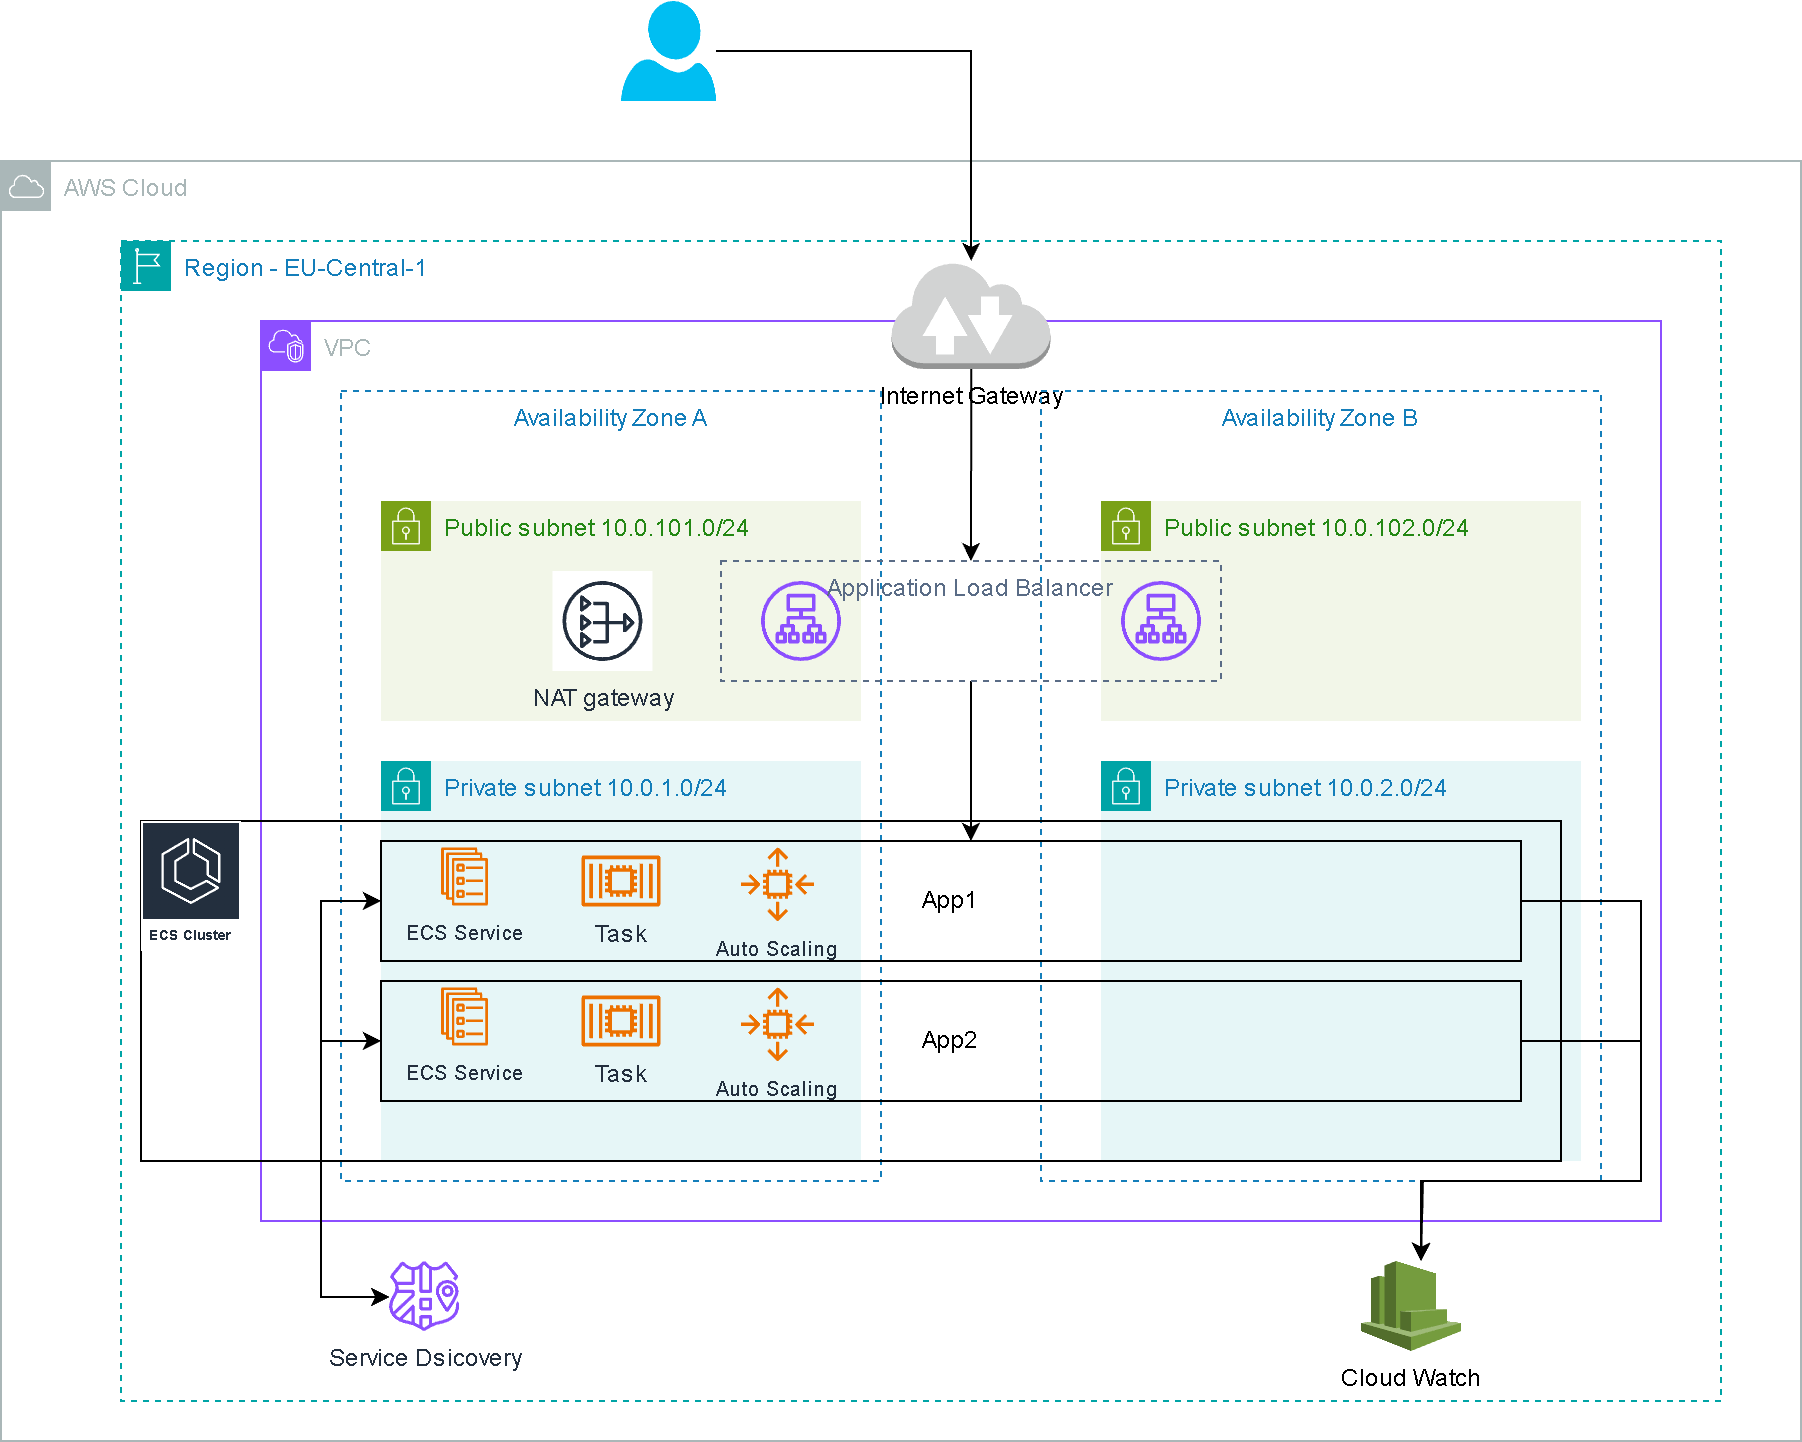 AWS Cloud
Region - EU-Central-1
VPC
Internet Gateway
Availability Zone A
Availability Zone B
Public subnet 10.0.101.0/24
Public subnet 10.0.102.0/24
Application Load Balancer
NAT gateway
Private subnet 10.0.1.0/24
Private subnet 10.0.2.0/24
ECS Cluster
ECS Service
Task
Auto Scaling
App1
ECS Service
Task
Auto Scaling
App2
Service Dsicovery
Cloud Watch